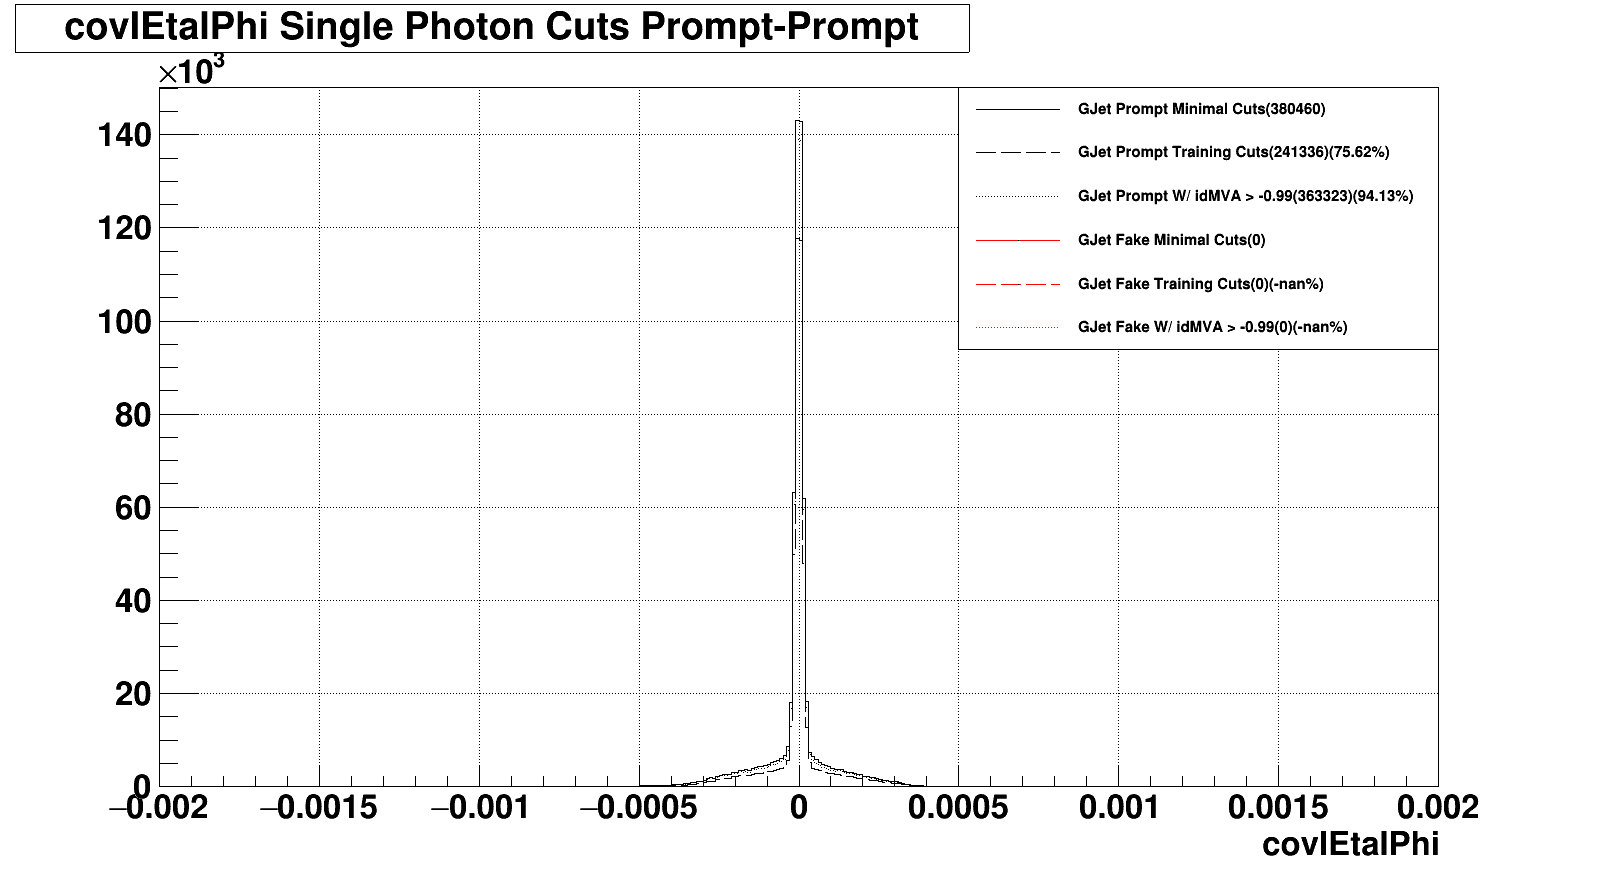 covIEtaIPhi Single Photon Cuts Prompt-Prompt
×10³
140
120
100
80
60
40
20
0
−0.002 −0.0015 −0.001 −0.0005 0 0.0005 0.001 0.0015 0.002
covIEtaIPhi
GJet Prompt Minimal Cuts(380460)
GJet Prompt Training Cuts(241336)(75.62%)
GJet Prompt W/ idMVA > -0.99(363323)(94.13%)
GJet Fake Minimal Cuts(0)
GJet Fake Training Cuts(0)(-nan%)
GJet Fake W/ idMVA > -0.99(0)(-nan%)